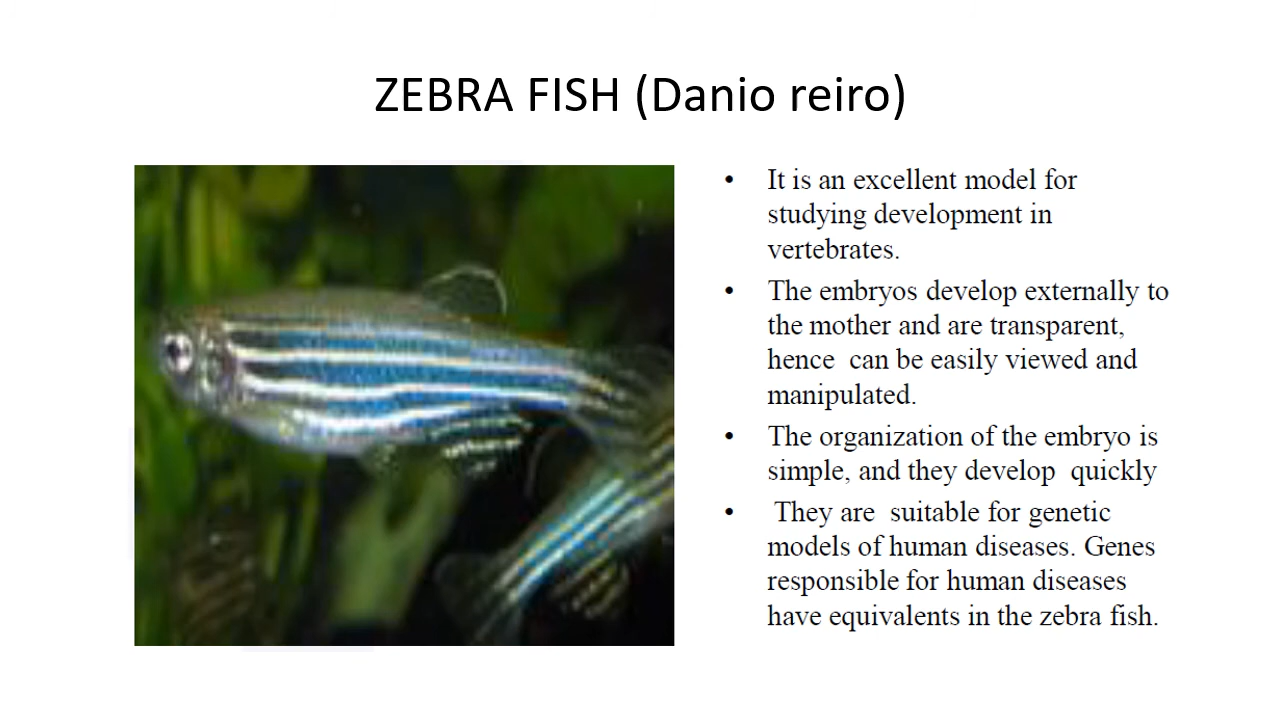 ZEBRA FISH (Danio reiro)
• It is an excellent model for
studying development in
vertebrates.
• The embryos develop externally to
the mother and are transparent,
hence  can be easily viewed and
manipulated.
• The organization of the embryo is
simple, and they develop  quickly
•  They are  suitable for genetic
models of human diseases. Genes
responsible for human diseases
have equivalents in the zebra fish.